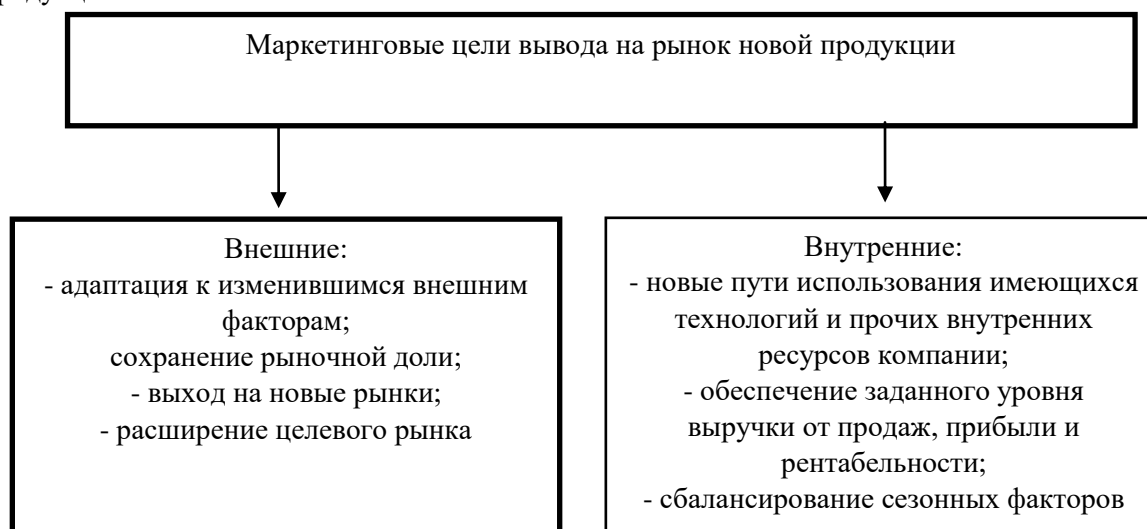 Маркетинговые цели вывода на рынок новой продукции
Внешние:
- адаптация к изменившимся внешним
факторам;
сохранение рыночной доли;
- выход на новые рынки;
- расширение целевого рынка
Внутренние:
- новые пути использования имеющихся
технологий и прочих внутренних
ресурсов компании;
- обеспечение заданного уровня
выручки от продаж, прибыли и
рентабельности;
- сбалансирование сезонных факторов